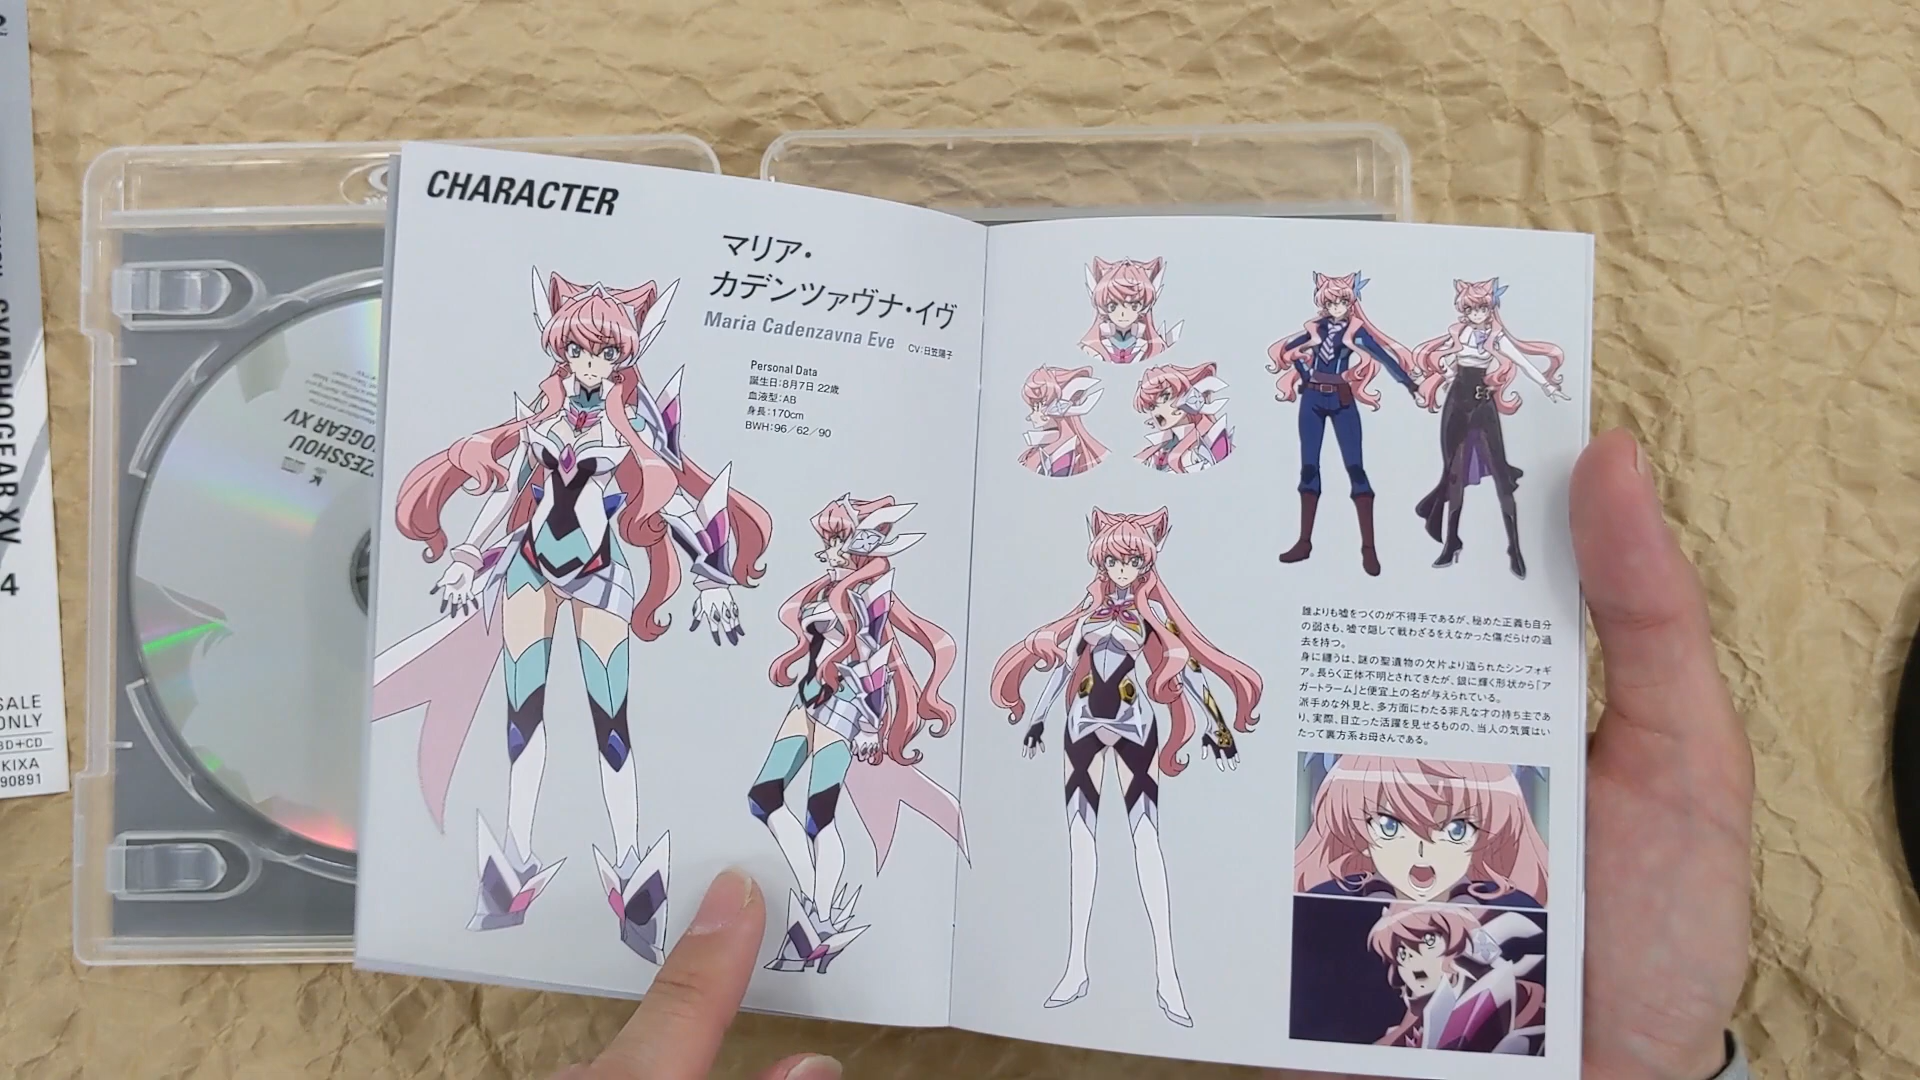 CHARACTER
マリア・
カデンツァヴナ・イヴ
Maria Cadenzavna Eve
CV:日笠陽子
Personal Data
誕生日:8月7日 22歳
血液型:AB
身長:170cm
BWH:96/62/90
誰よりも嘘をつくのが不得手であるが、秘めた正義も自分
の弱さも、嘘で隠して戦わざるをえなかった傷だらけの過
去を持つ。
身に纏うは、謎の聖遺物の欠片より造られたシンフォギ
ア。長らく正体不明とされてきたが、銀に輝く形状から「ア
ガートラーム」と便宜上の名が与えられている。
派手めな外見と、多方面にわたる非凡な才の持ち主であ
り、実際、目立った活躍を見せるものの、当人の気質はい
たって裏方系お母さんである。
SYMPHOGEAR XV
4
SALE
ONLY
BD+CD
KIXA
90891
ZESSHOU
OGEAR XV